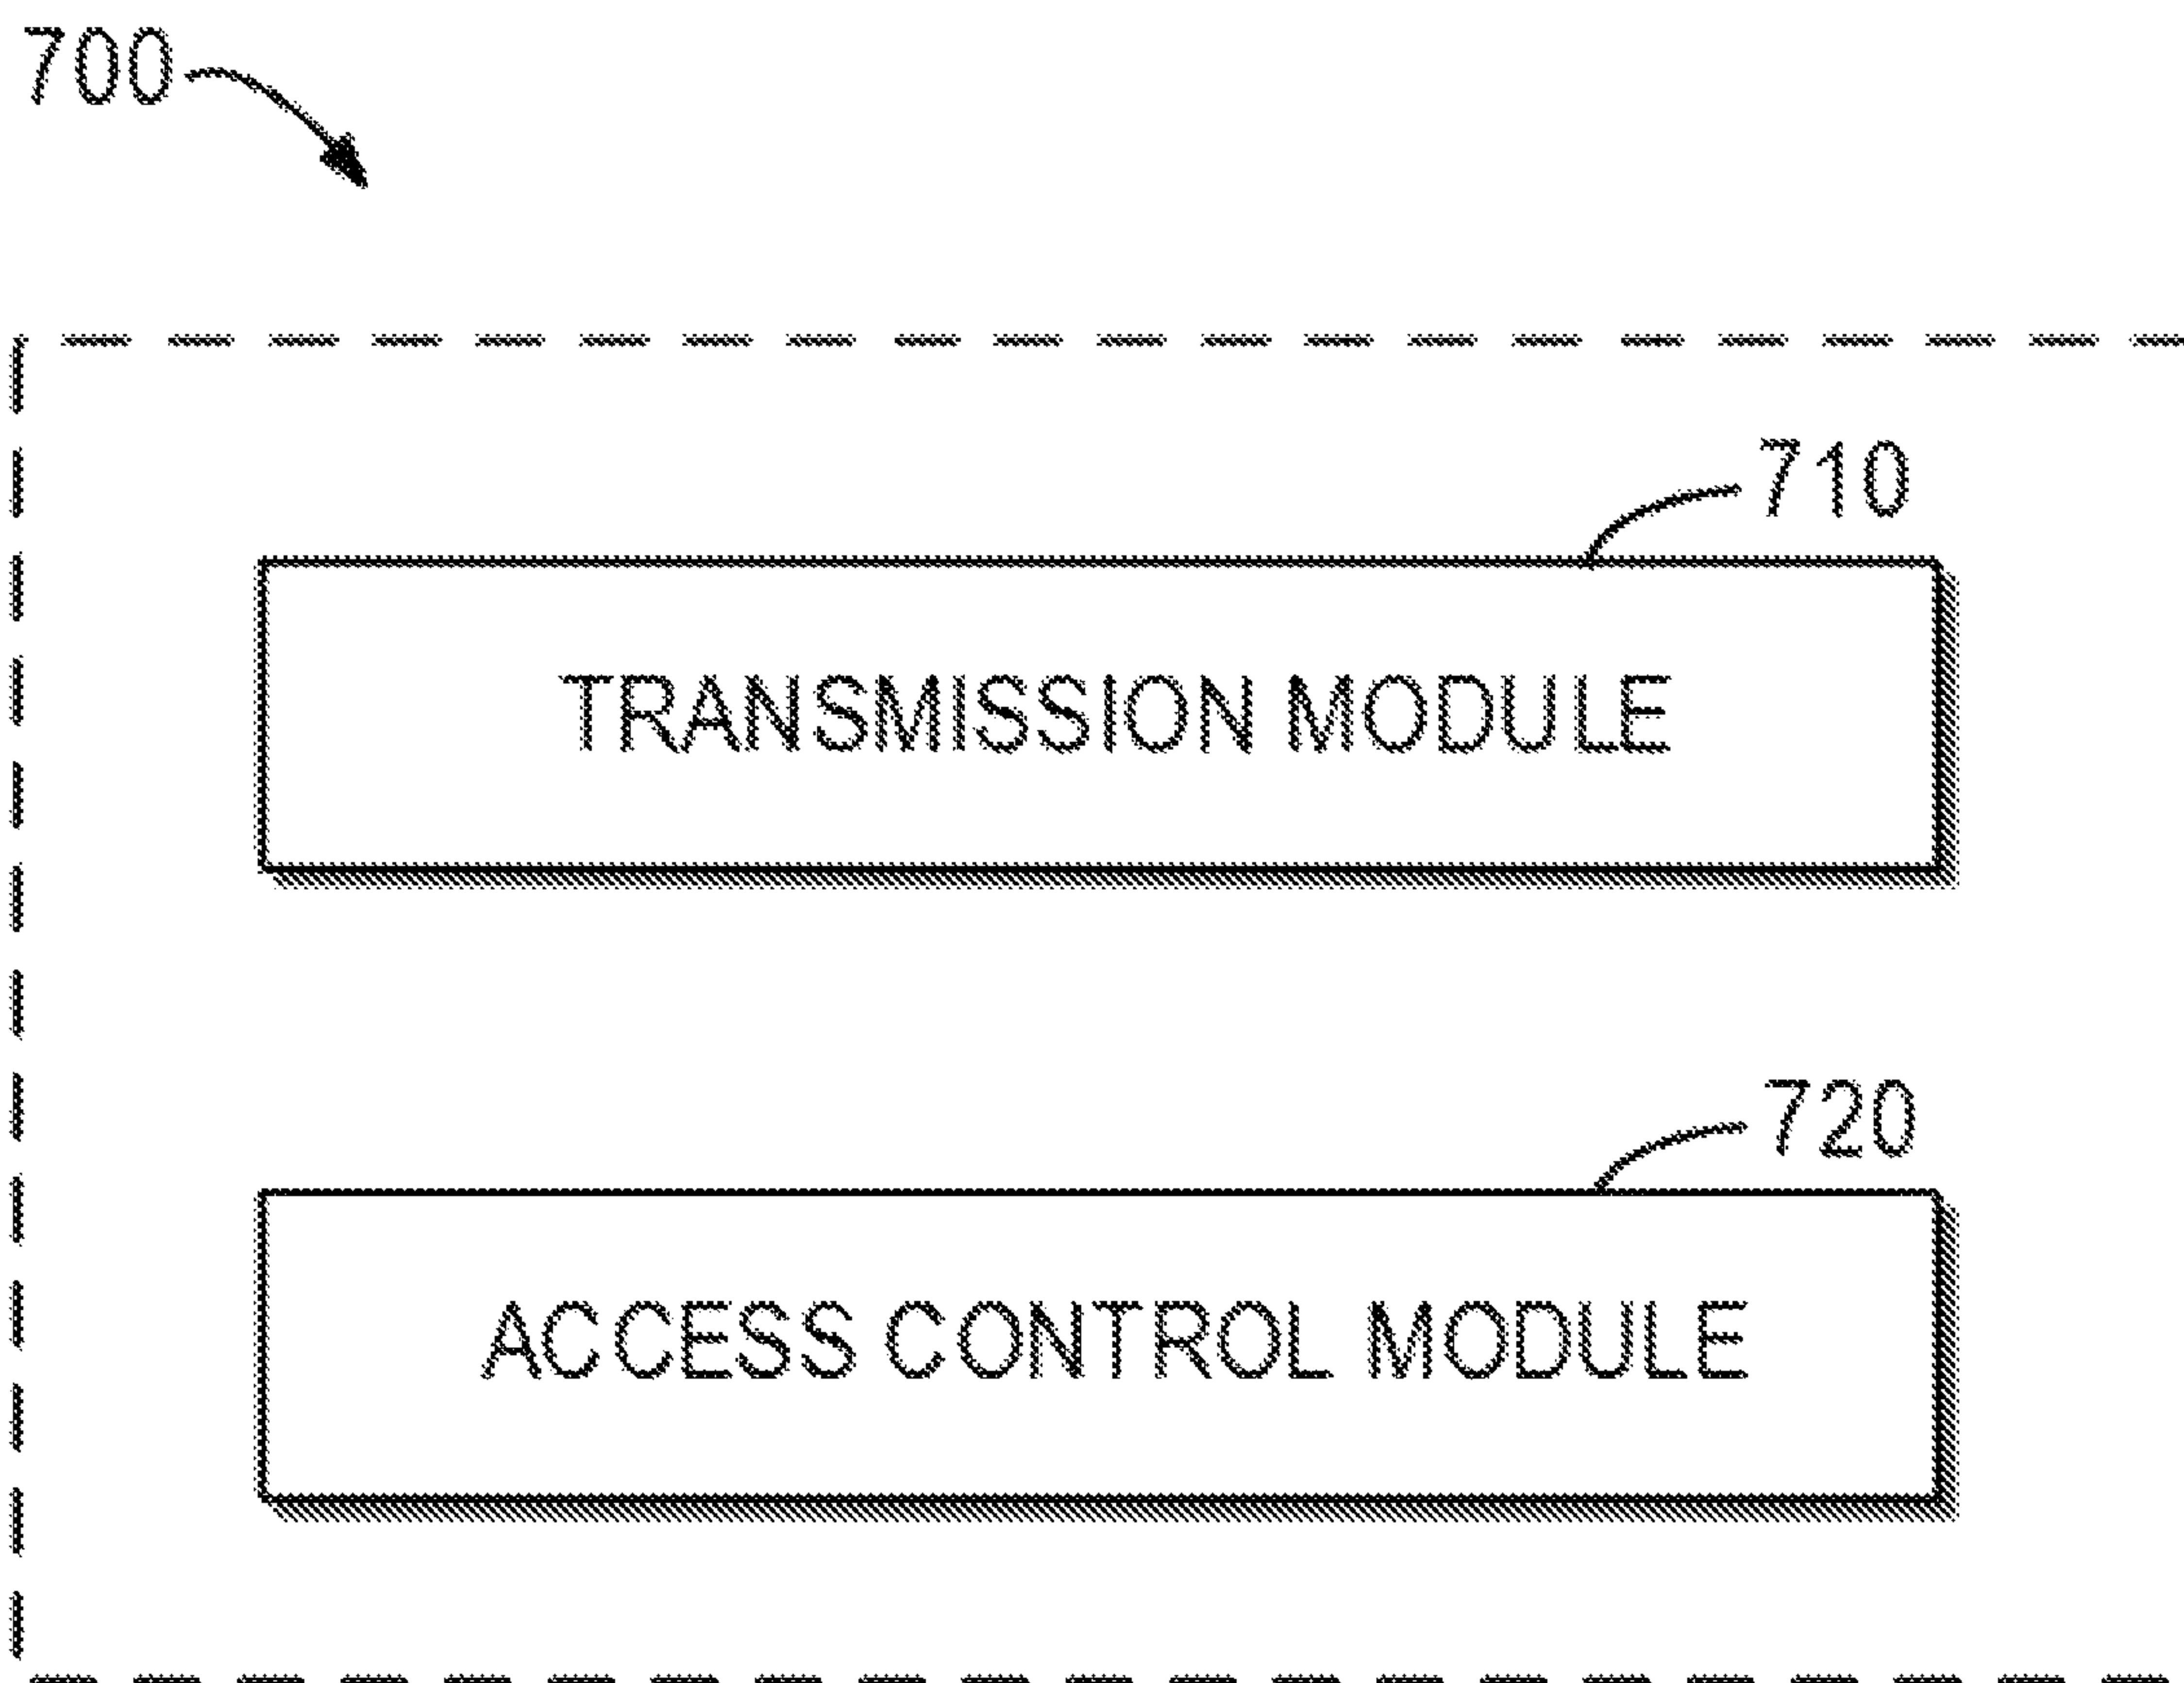 700
710
TRANSMISSION MODULE
720
ACCESS CONTROL MODULE